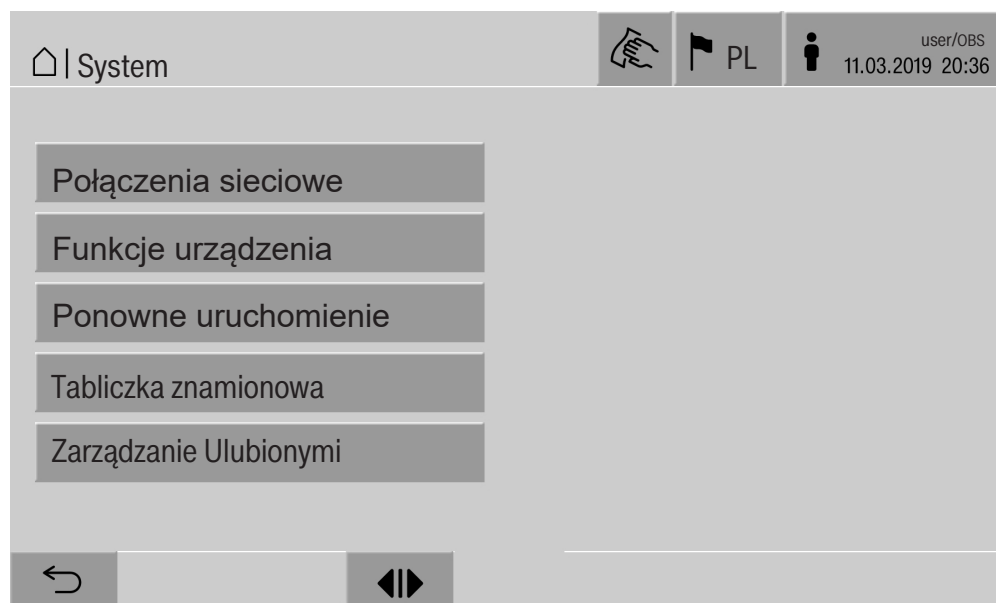 | System
PL
user/OBS
11.03.2019 20:36
Połączenia sieciowe
Funkcje urządzenia
Ponowne uruchomienie
Tabliczka znamionowa
Zarządzanie Ulubionymi